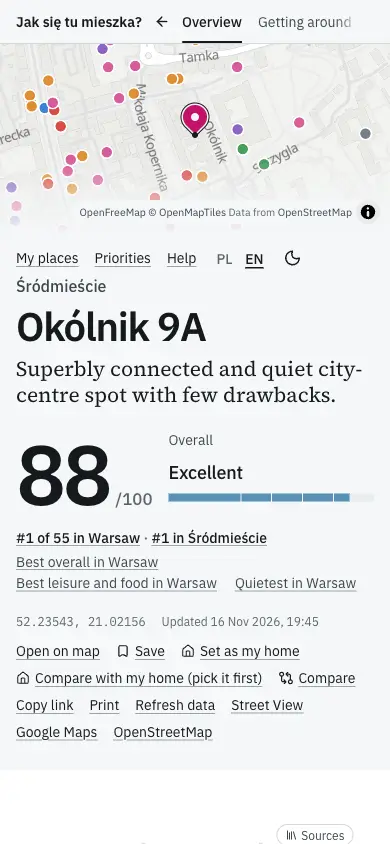 Jak się tu mieszka?
Overview
Getting around
Tamka
Mikołaja Kopernika
Okólnik
OpenFreeMap © OpenMapTiles Data from OpenStreetMap
My places
Priorities
Help
PL
EN
Śródmieście
Okólnik 9A
Superbly connected and quiet city-
centre spot with few drawbacks.
88 /100
Overall
Excellent
#1 of 55 in Warsaw · #1 in Śródmieście
Best overall in Warsaw
Best leisure and food in Warsaw
Quietest in Warsaw
52.23543, 21.02156
Updated 16 Nov 2026, 19:45
Open on map
Save
Set as my home
Compare with my home (pick it first)
Compare
Copy link
Print
Refresh data
Street View
Google Maps
OpenStreetMap
Sources